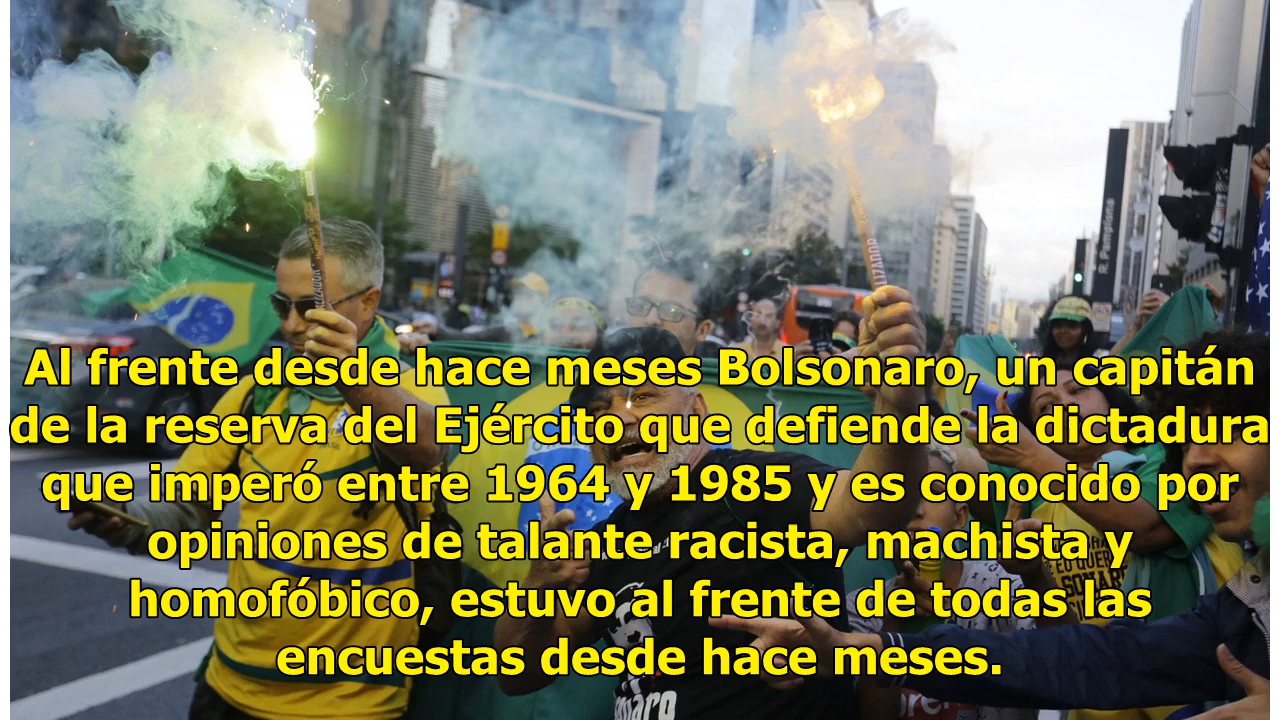 R. Pamplona
Al frente desde hace meses Bolsonaro, un capitán
de la reserva del Ejército que defiende la dictadura
que imperó entre 1964 y 1985 y es conocido por
opiniones de talante racista, machista y
homofóbico, estuvo al frente de todas las
encuestas desde hace meses.